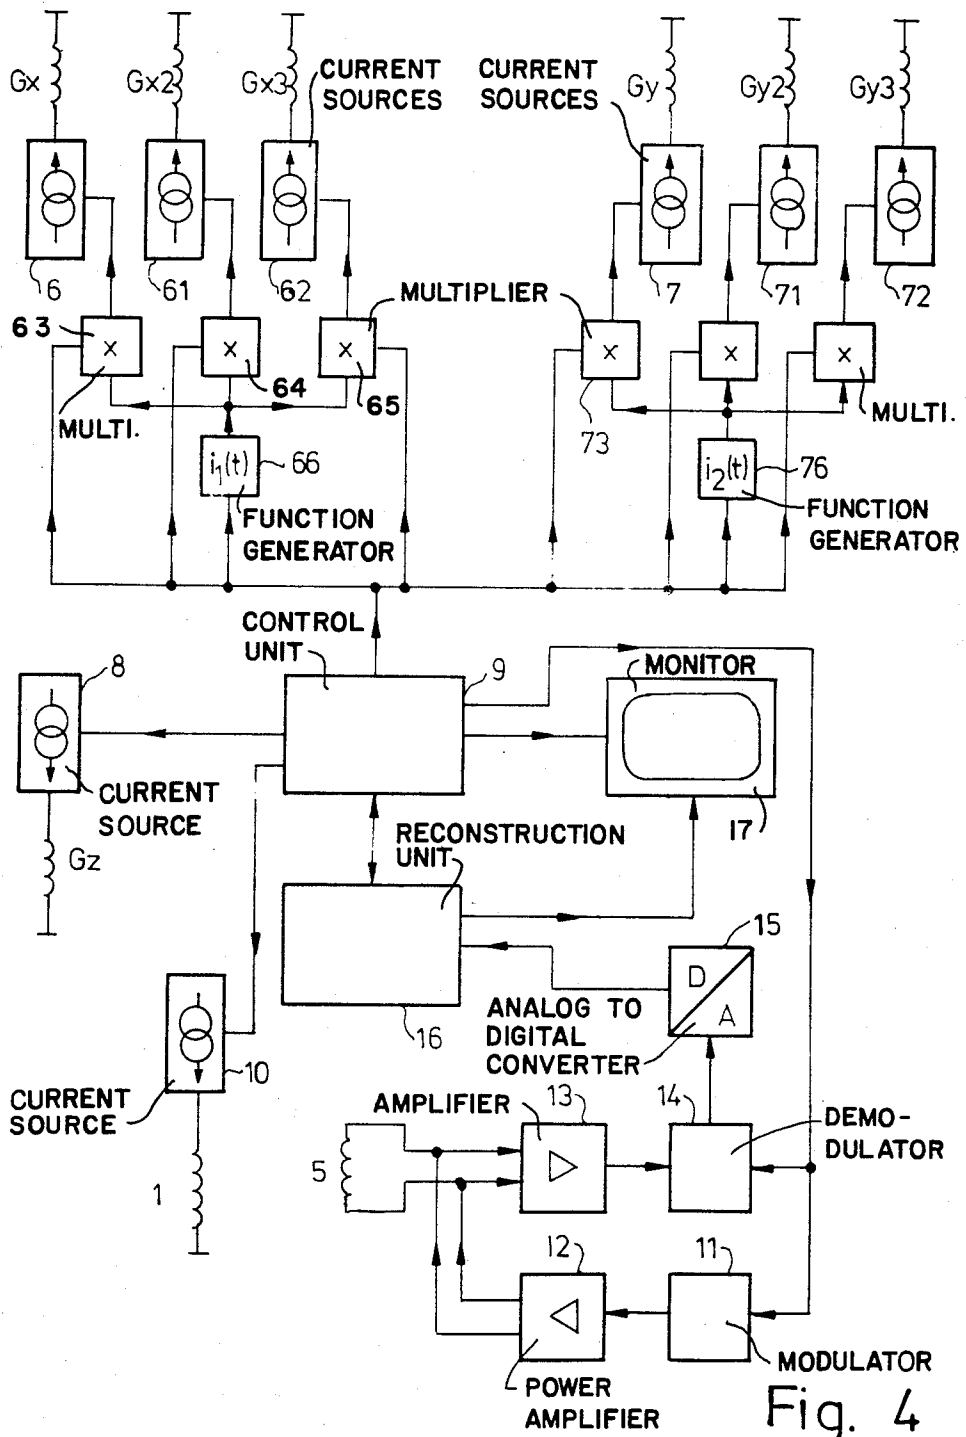 Gx
Gx2
Gx3
CURRENT
SOURCES
CURRENT
SOURCES
Gy
Gy2
Gy3
6
61
62
7
71
72
63
MULTIPLIER
X
X
X
X
X
X
64
65
MULTI.
73
MULTI.
i1(t)
66
FUNCTION
GENERATOR
i2(t)
76
FUNCTION
GENERATOR
CONTROL
UNIT
9
MONITOR
17
8
CURRENT
SOURCE
Gz
RECONSTRUCTION
UNIT
16
15
D
A
ANALOG TO
DIGITAL
CONVERTER
10
CURRENT
SOURCE
1
AMPLIFIER
13
14
DEMO-
DULATOR
5
12
11
MODULATOR
POWER
AMPLIFIER
Fig. 4